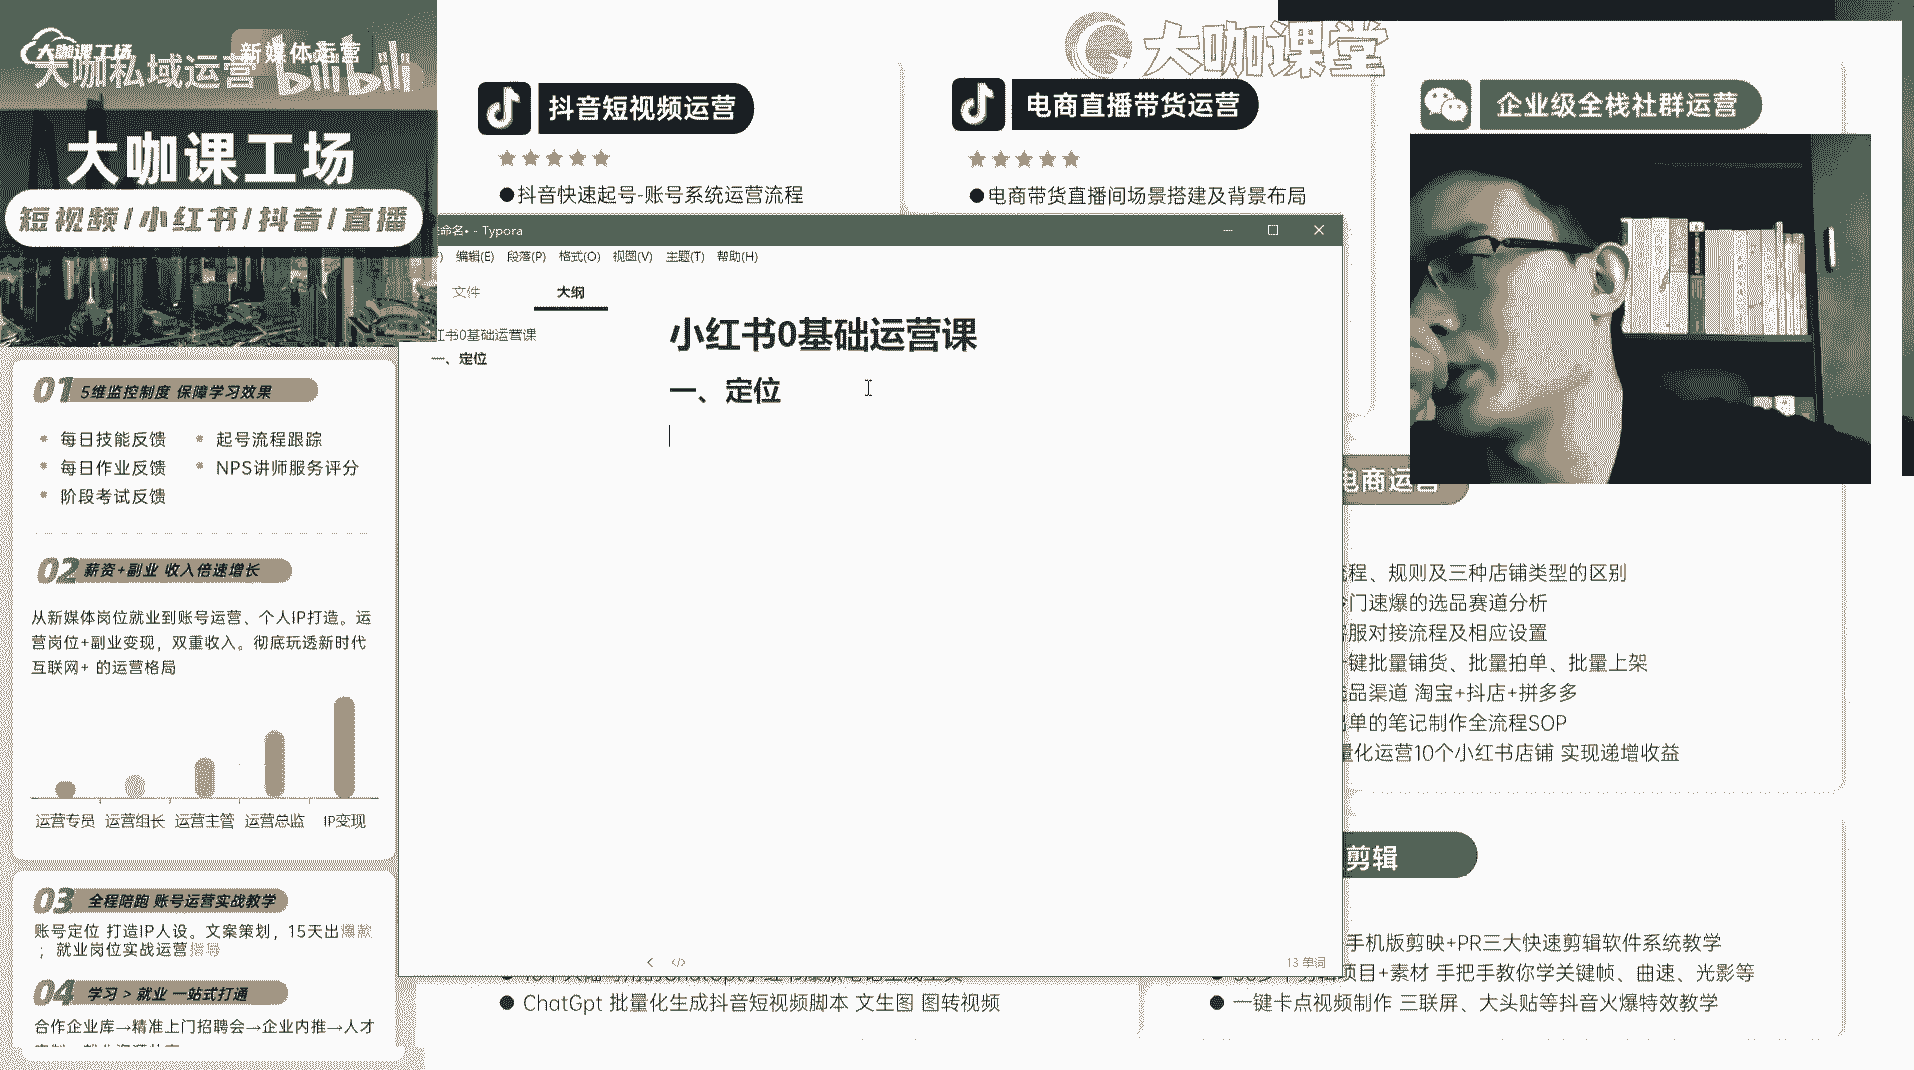 大咖课工场
新媒体运营
大咖私域运营
bilibili
大咖课工场
短视频/小红书/抖音/直播
01 5维监控制度 保障学习效果
每日技能反馈
起号流程跟踪
每日作业反馈
NPS讲师服务评分
阶段考试反馈
02 薪资+副业 收入倍速增长
从新媒体岗位就业到账号运营、个人IP打造。运
营岗位+副业变现，双重收入。彻底玩透新时代
互联网+ 的运营格局
运营专员
运营组长
运营主管
运营总监
IP变现
03 全程陪跑 账号运营实战教学
账号定位 打造IP人设。文案策划，15天出爆款
；就业岗位实战运营指导
04 学习 > 就业 一站式打通
合作企业库→精准上门招聘会→企业内推→人才
大咖课堂
抖音短视频运营
●抖音快速起号-账号系统运营流程
电商直播带货运营
●电商带货直播间场景搭建及背景布局
企业级全栈社群运营
命名• - Typora
编辑(E)
段落(P)
格式(O)
视图(V)
主题(T)
帮助(H)
文件
大纲
红书0基础运营课
一、定位
小红书0基础运营课
一、定位
13 单词
电商运营
流程、规则及三种店铺类型的区别
冷门速爆的选品赛道分析
客服对接流程及相应设置
一键批量铺货、批量拍单、批量上架
选品渠道 淘宝+抖店+拼多多
出单的笔记制作全流程SOP
量化运营10个小红书店铺 实现递增收益
剪辑
手机版剪映+PR三大快速剪辑软件系统教学
项目+素材 手把手教你学关键帧、曲速、光影等
● 一键卡点视频制作 三联屏、大头贴等抖音火爆特效教学
● ChatGpt 批量化生成抖音短视频脚本 文生图 图转视频